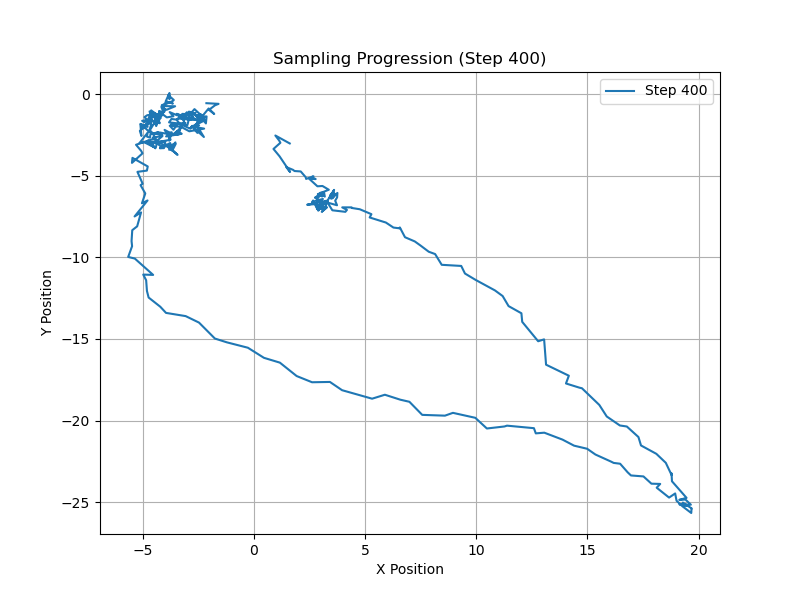 Sampling Progression (Step 400)
Step 400
0
−5
−10
−15
−20
−25
Y Position
−5 0 5 10 15 20
X Position